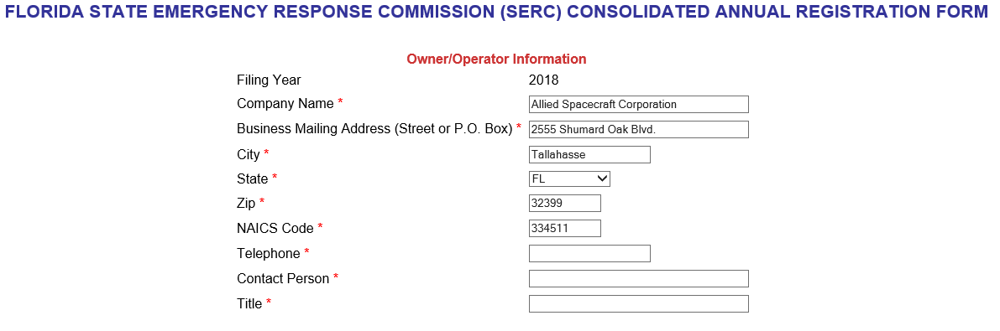 FLORIDA STATE EMERGENCY RESPONSE COMMISSION (SERC) CONSOLIDATED ANNUAL REGISTRATION FORM
Owner/Operator Information
Filing Year 2018
Company Name * Allied Spacecraft Corporation
Business Mailing Address (Street or P.O. Box) * 2555 Shumard Oak Blvd.
City * Tallahasse
State * FL
Zip * 32399
NAICS Code * 334511
Telephone *
Contact Person *
Title *